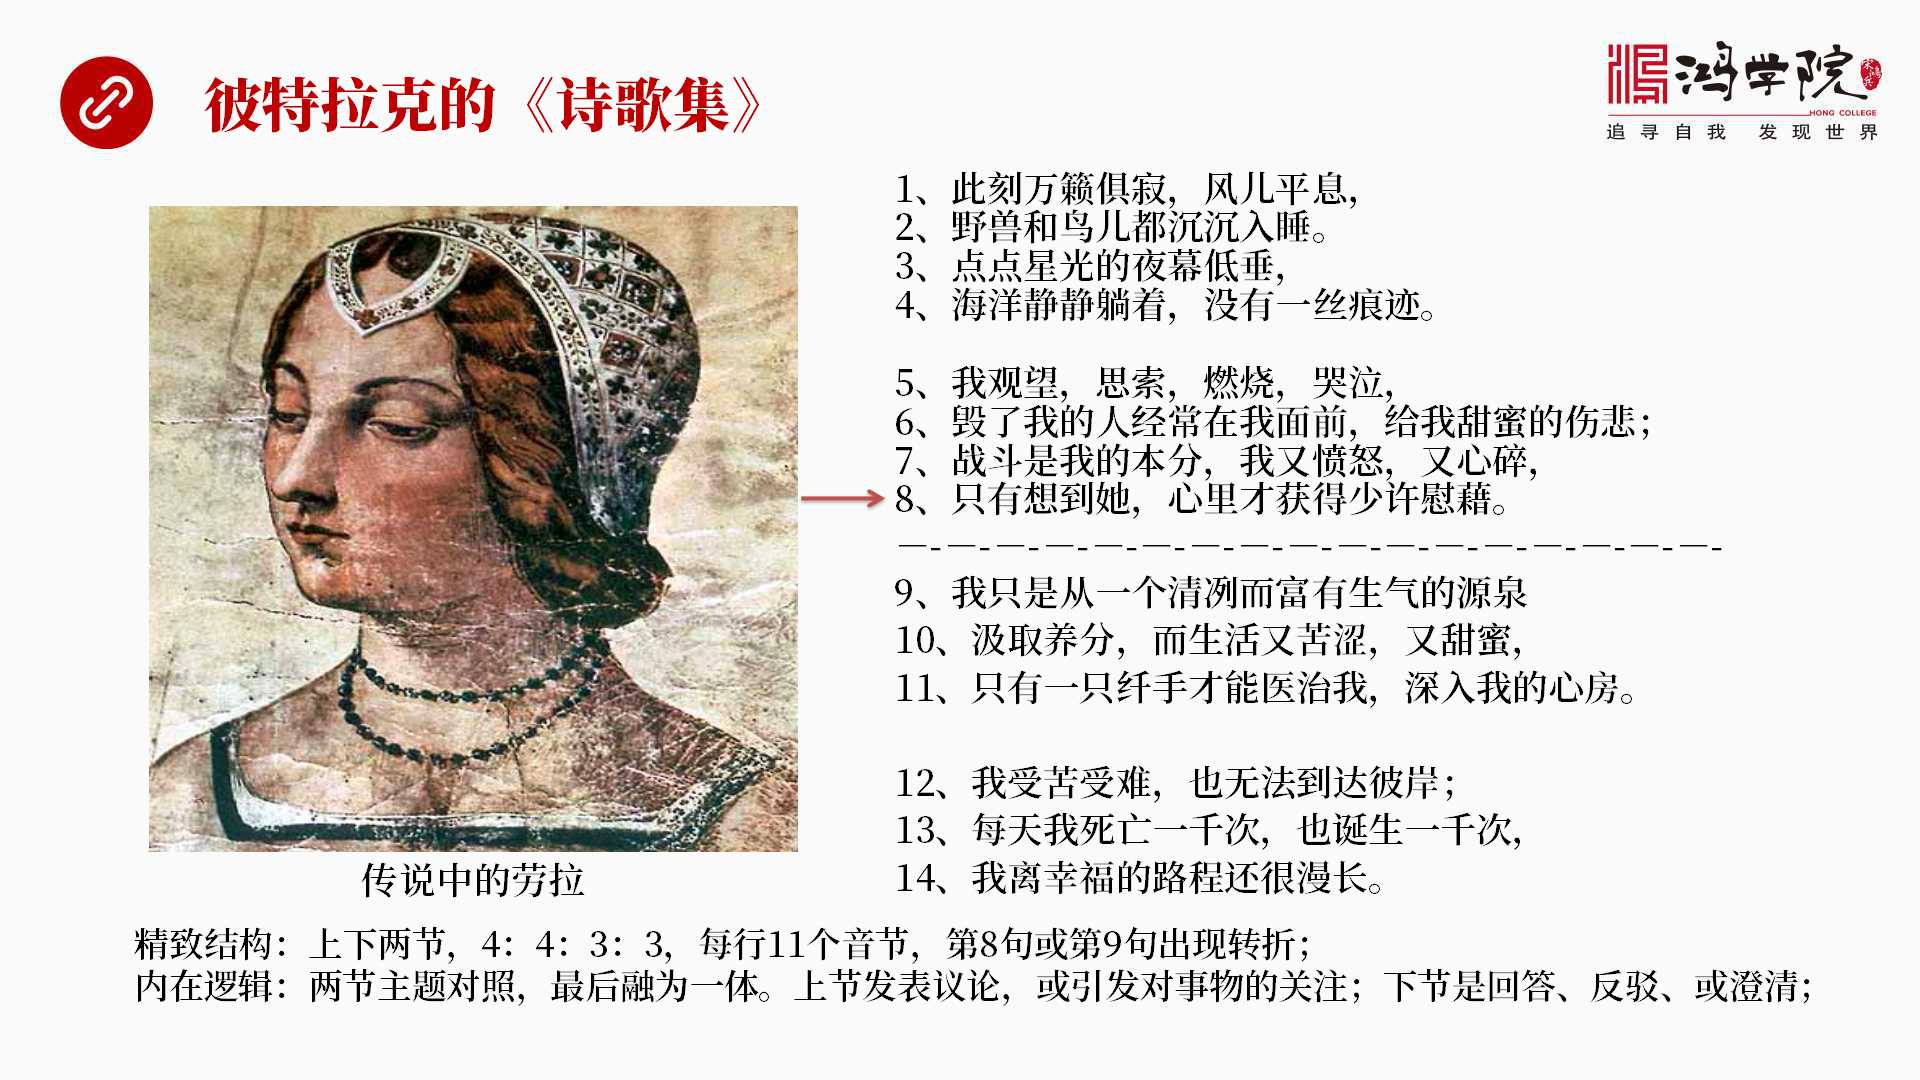 彼特拉克的《诗歌集》
鸿学院
HONG COLLEGE
追寻自我 发现世界
1、此刻万籁俱寂，风儿平息，
2、野兽和鸟儿都沉沉入睡。
3、点点星光的夜幕低垂，
4、海洋静静躺着，没有一丝痕迹。
5、我观望，思索，燃烧，哭泣，
6、毁了我的人经常在我面前，给我甜蜜的伤悲；
7、战斗是我的本分，我又愤怒，又心碎，
8、只有想到她，心里才获得少许慰藉。
—-—-—-—-—-—-—-—-—-—-—-—-—-—-—-—-—-
9、我只是从一个清冽而富有生气的源泉
10、汲取养分，而生活又苦涩，又甜蜜，
11、只有一只纤手才能医治我，深入我的心房。
12、我受苦受难，也无法到达彼岸；
13、每天我死亡一千次，也诞生一千次，
14、我离幸福的路程还很漫长。
传说中的劳拉
精致结构：上下两节，4：4：3：3，每行11个音节，第8句或第9句出现转折；
内在逻辑：两节主题对照，最后融为一体。上节发表议论，或引发对事物的关注；下节是回答、反驳、或澄清；